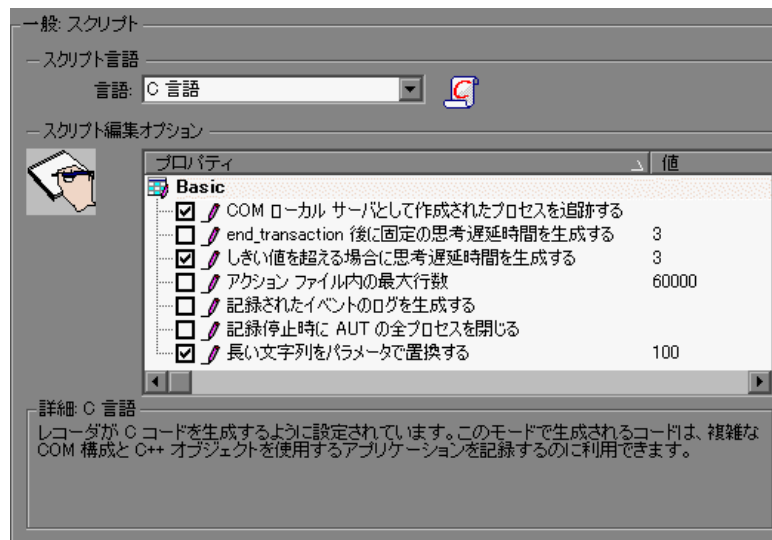 一般: スクリプト
スクリプト言語
言語: C 言語
スクリプト編集オプション
プロパティ 値
Basic
COM ローカル サーバとして作成されたプロセスを追跡する
end_transaction 後に固定の思考遅延時間を生成する 3
しきい値を超える場合に思考遅延時間を生成する 3
アクション ファイル内の最大行数 60000
記録されたイベントのログを生成する
記録停止時に AUT の全プロセスを閉じる
長い文字列をパラメータで置換する 100
詳細: C 言語
レコーダが C コードを生成するように設定されています。このモードで生成されるコードは、複雑な
COM 構成と C++ オブジェクトを使用するアプリケーションを記録するのに利用できます。